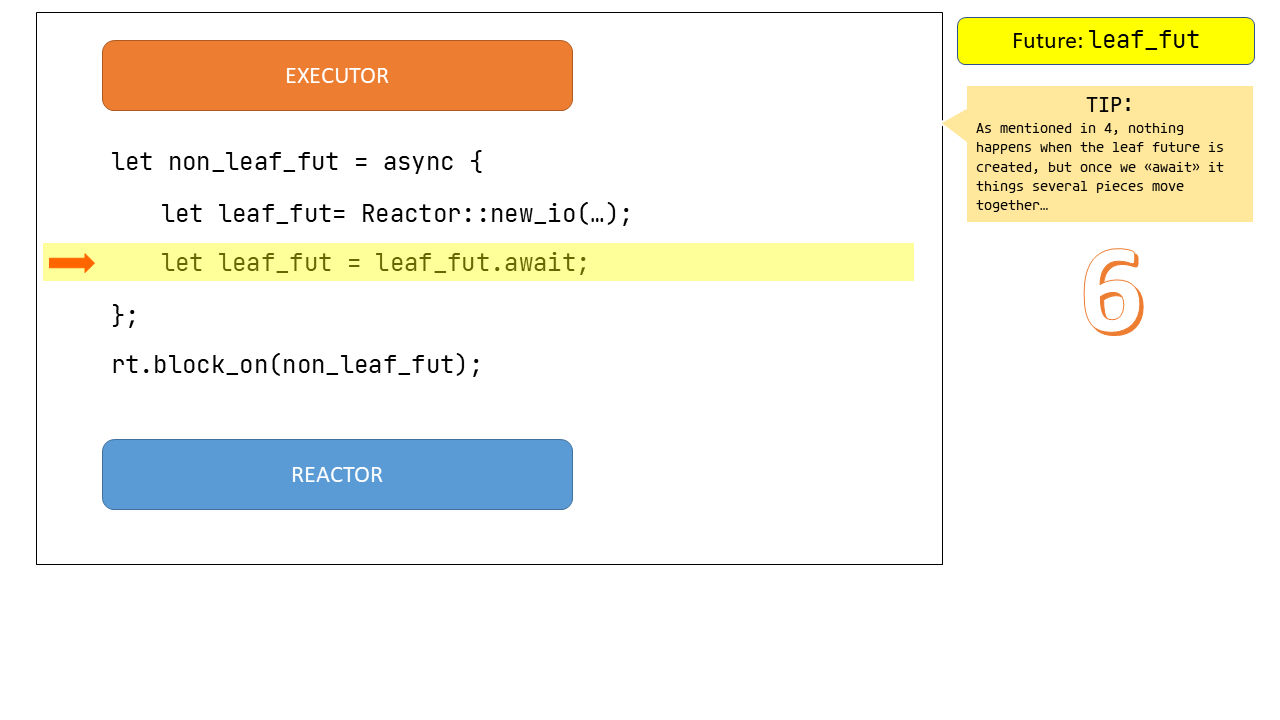 EXECUTOR
let non_leaf_fut = async {
let leaf_fut= Reactor::new_io(…);
let leaf_fut = leaf_fut.await;
};
rt.block_on(non_leaf_fut);
REACTOR
Future: leaf_fut
TIP:
As mentioned in 4, nothing
happens when the leaf future is
created, but once we «await» it
things several pieces move
together…
6